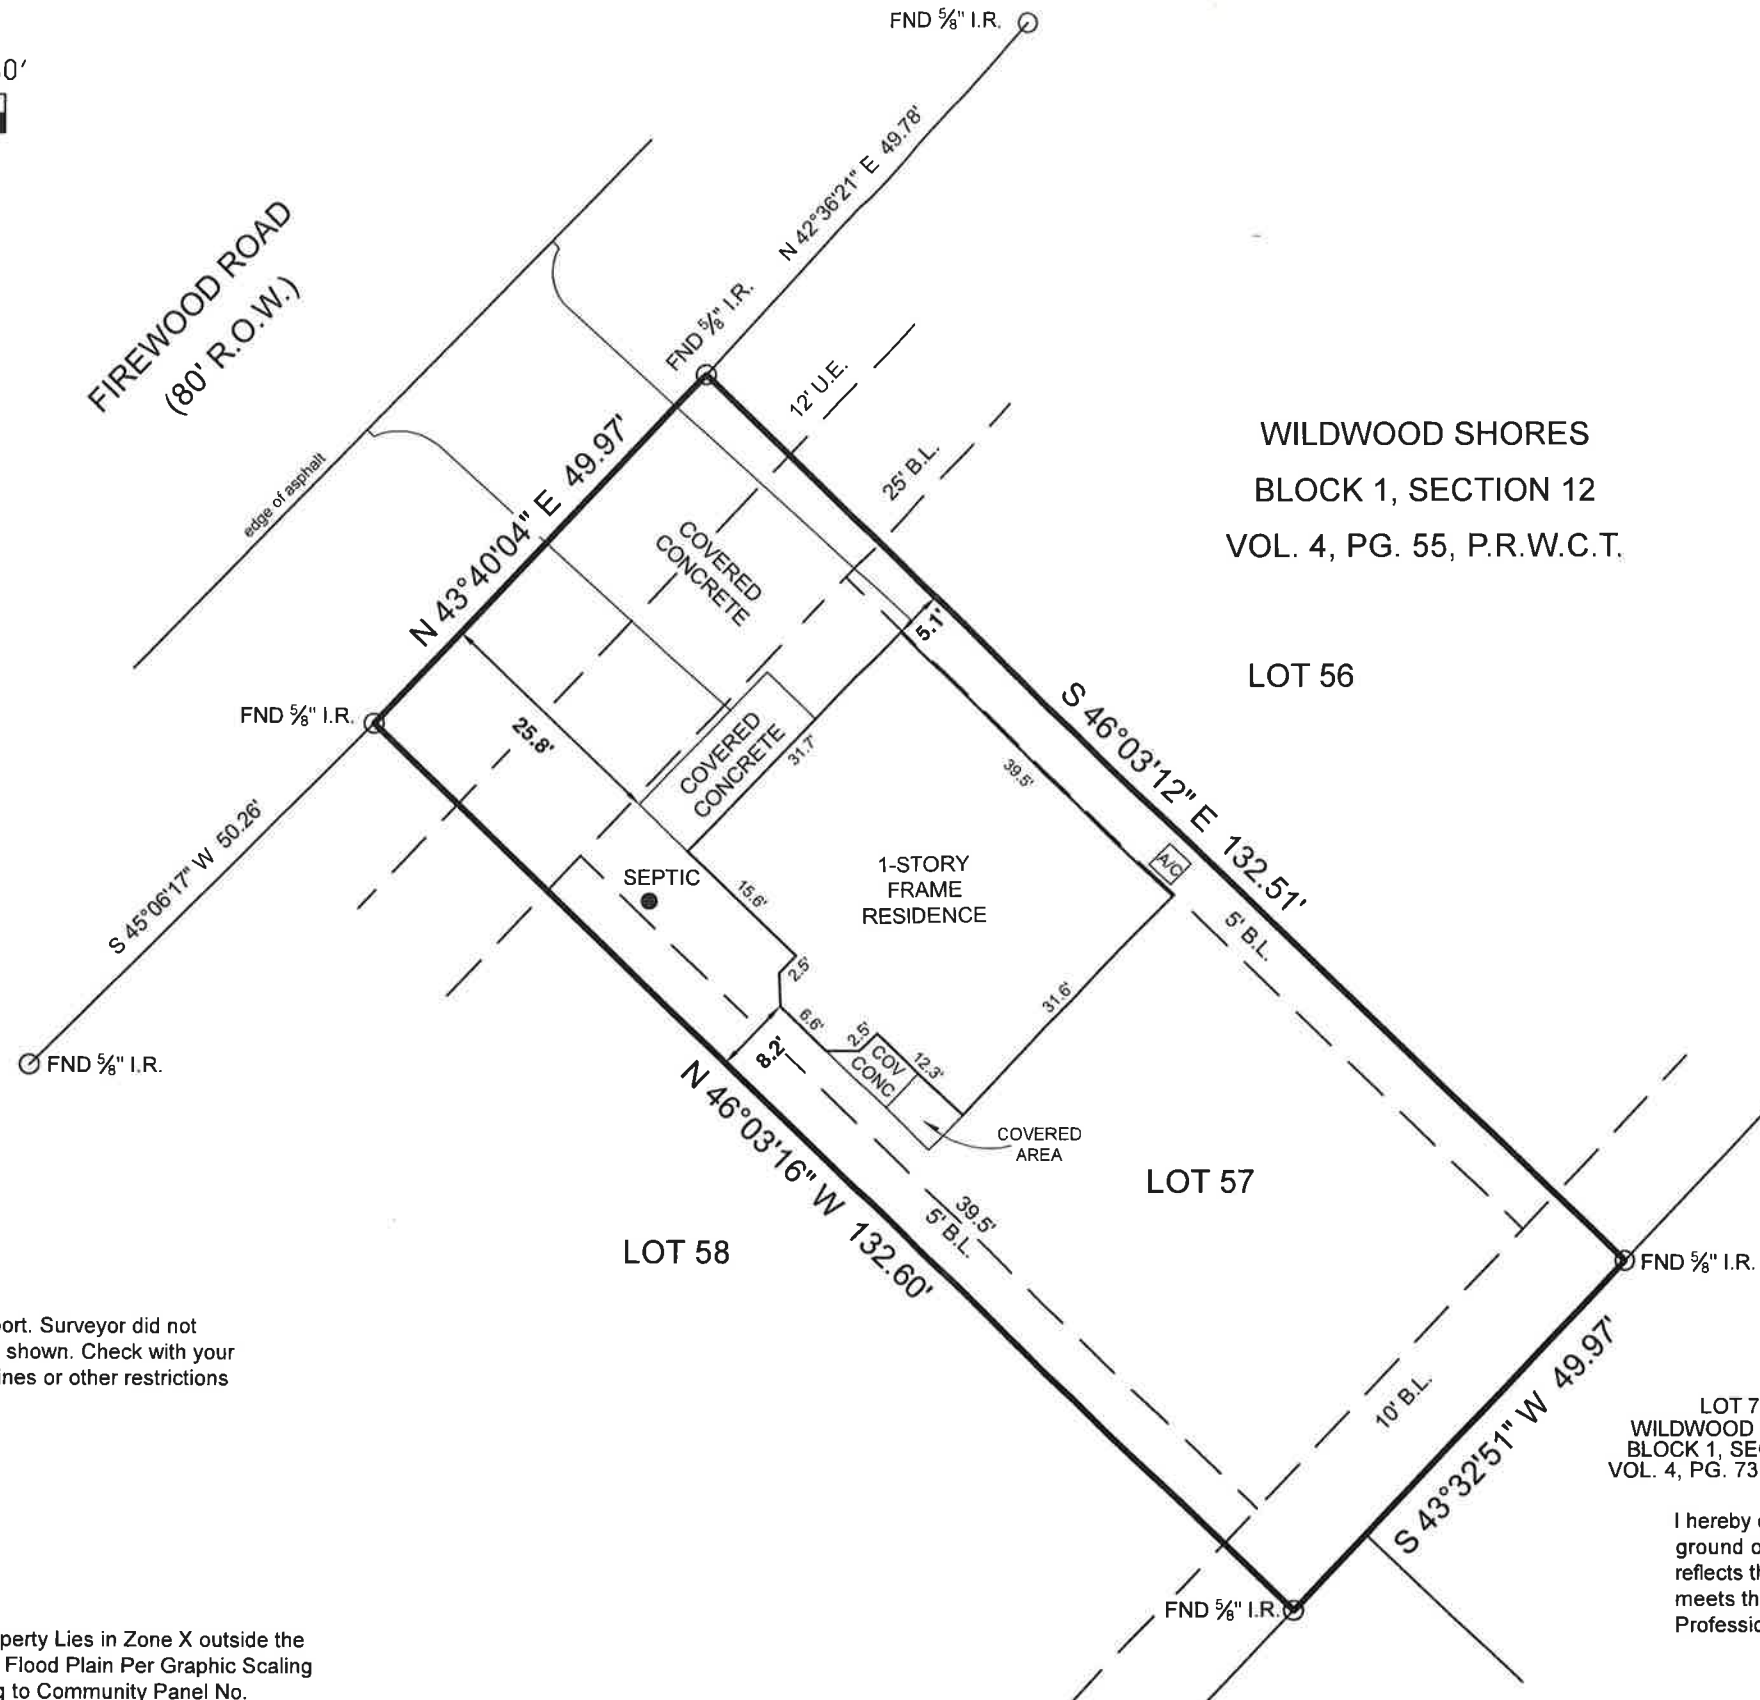 FND ⅝" I.R.
0'
N 42°36'21" E 49.78'
FIREWOOD ROAD
(80' R.O.W.)
FND ⅝" I.R.
12' U.E.
25' B.L.
WILDWOOD SHORES
BLOCK 1, SECTION 12
VOL. 4, PG. 55, P.R.W.C.T.
edge of asphalt
N 43°40'04" E 49.97'
COVERED
CONCRETE
5.1'
LOT 56
FND ⅝" I.R.
25.8'
COVERED
CONCRETE
31.7'
39.5'
S 46°03'12" E 132.51'
S 45°06'17" W 50.26'
SEPTIC
15.6'
1-STORY
FRAME
RESIDENCE
A/C
5' B.L.
2.5'
6.6'
2.5'
COV
CONC
12.3'
31.6'
8.2'
FND ⅝" I.R.
N 46°03'16" W 132.60'
COVERED
AREA
LOT 57
39.5'
5' B.L.
LOT 58
FND ⅝" I.R.
ort. Surveyor did not
shown. Check with your
ines or other restrictions
10' B.L.
S 43°32'51" W 49.97'
LOT 7
WILDWOOD
BLOCK 1, SE
VOL. 4, PG. 73
I hereby
ground o
reflects th
meets th
Professio
FND ⅝" I.R.
perty Lies in Zone X outside the
Flood Plain Per Graphic Scaling
g to Community Panel No.